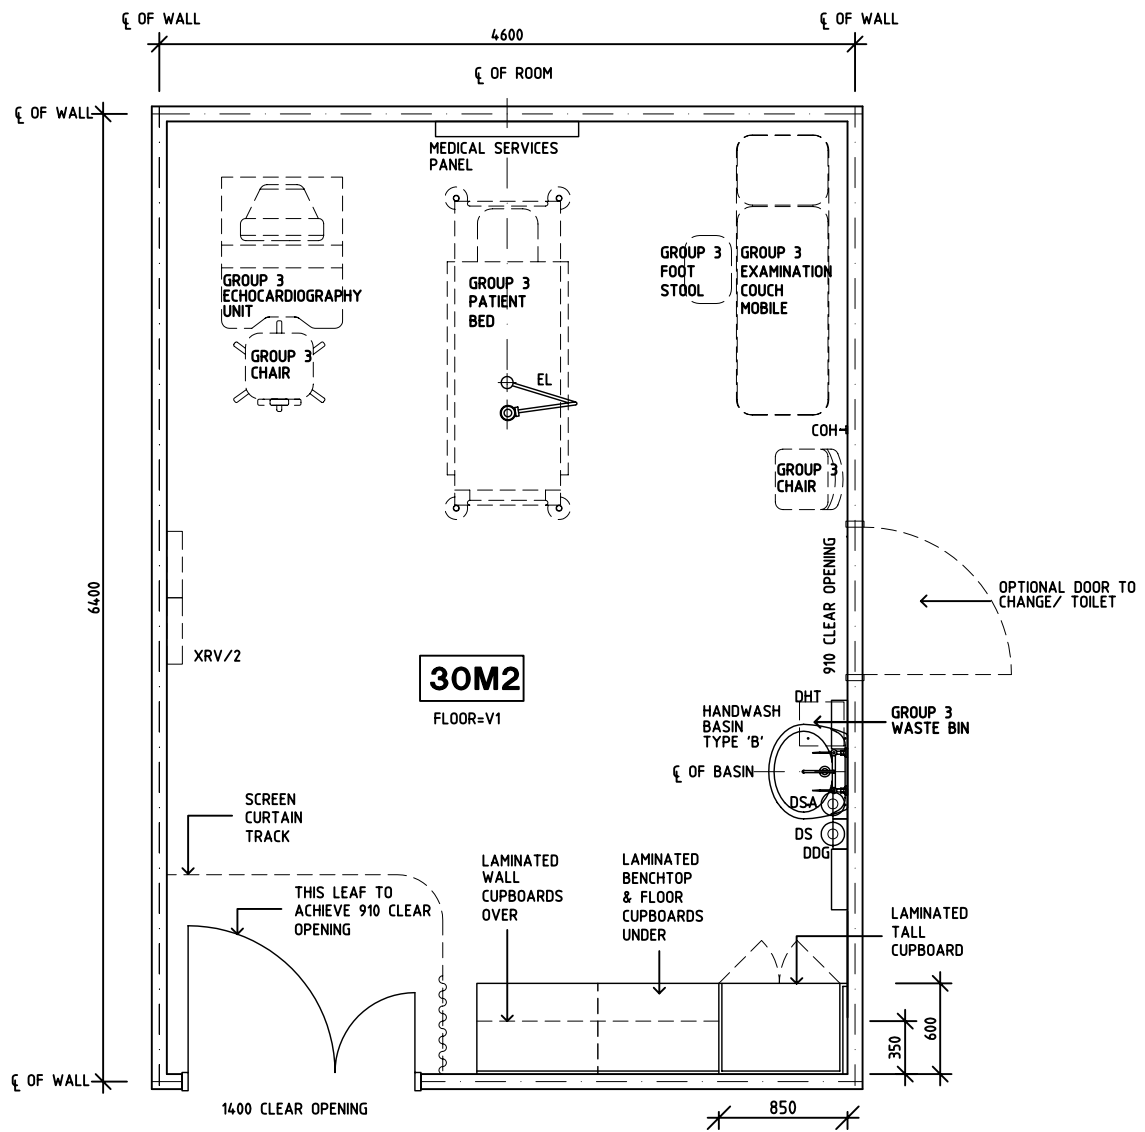 ℄ OF WALL
℄ OF WALL
4600
℄ OF ROOM
℄ OF WALL
MEDICAL SERVICES
PANEL
GROUP 3
ECHOCARDIOGRAPHY
UNIT
GROUP 3
CHAIR
GROUP 3
PATIENT
BED
EL
GROUP 3
FOOT
STOOL
GROUP 3
EXAMINATION
COUCH
MOBILE
COH
GROUP 3
CHAIR
910 CLEAR OPENING
OPTIONAL DOOR TO
CHANGE/ TOILET
6400
XRV/2
30M2
FLOOR=V1
DHT
HANDWASH
BASIN
TYPE 'B'
GROUP 3
WASTE BIN
℄ OF BASIN
DSA
DS
DDG
SCREEN
CURTAIN
TRACK
THIS LEAF TO
ACHIEVE 910 CLEAR
OPENING
LAMINATED
WALL
CUPBOARDS
OVER
LAMINATED
BENCHTOP
& FLOOR
CUPBOARDS
UNDER
LAMINATED
TALL
CUPBOARD
350
600
℄ OF WALL
1400 CLEAR OPENING
850